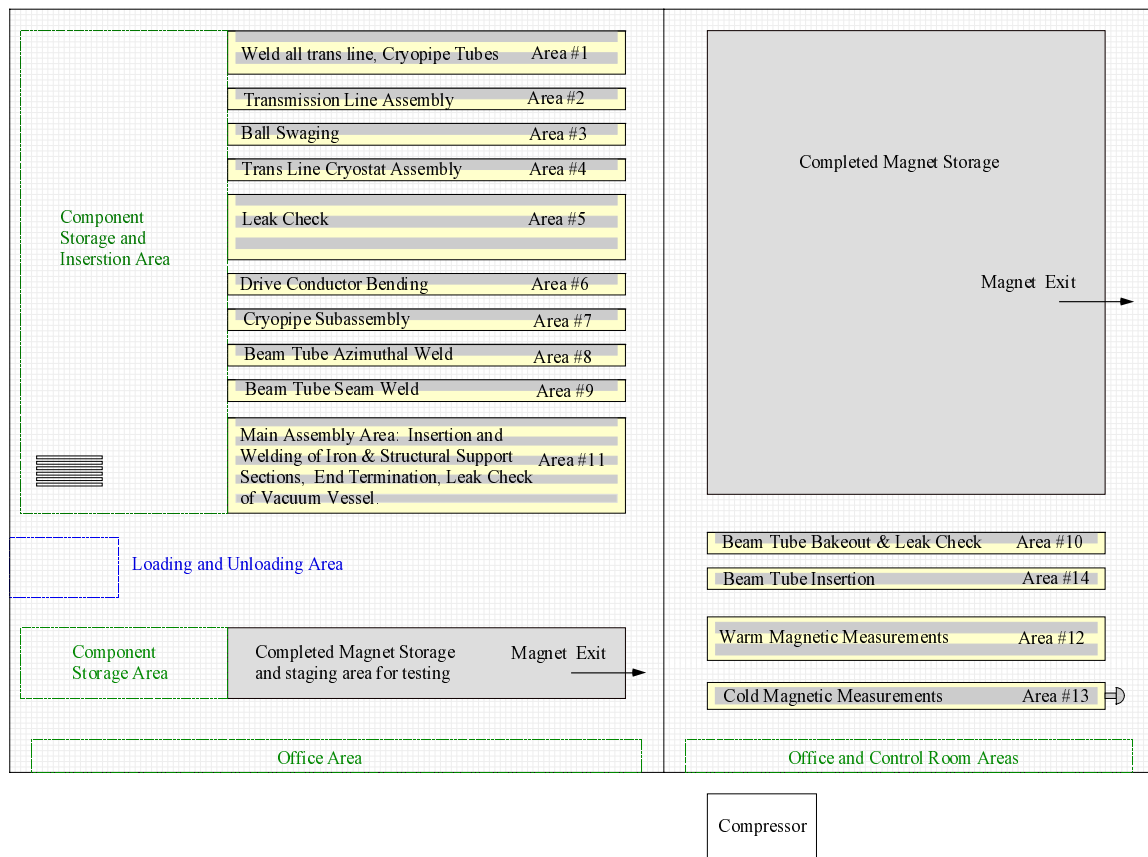 Weld all trans line, Cryopipe Tubes Area #1
Transmission Line Assembly Area #2
Ball Swaging Area #3
Trans Line Cryostat Assembly Area #4
Component
Storage and
Inserstion Area
Leak Check Area #5
Drive Conductor Bending Area #6
Cryopipe Subassembly Area #7
Beam Tube Azimuthal Weld Area #8
Beam Tube Seam Weld Area #9
Main Assembly Area: Insertion and
Welding of Iron & Structural Support Area #11
Sections, End Termination, Leak Check
of Vacuum Vessel.
Loading and Unloading Area
Component
Storage Area
Completed Magnet Storage
and staging area for testing
Magnet Exit
Office Area
Completed Magnet Storage
Magnet Exit
Beam Tube Bakeout & Leak Check Area #10
Beam Tube Insertion Area #14
Warm Magnetic Measurements Area #12
Cold Magnetic Measurements Area #13
Office and Control Room Areas
Compressor